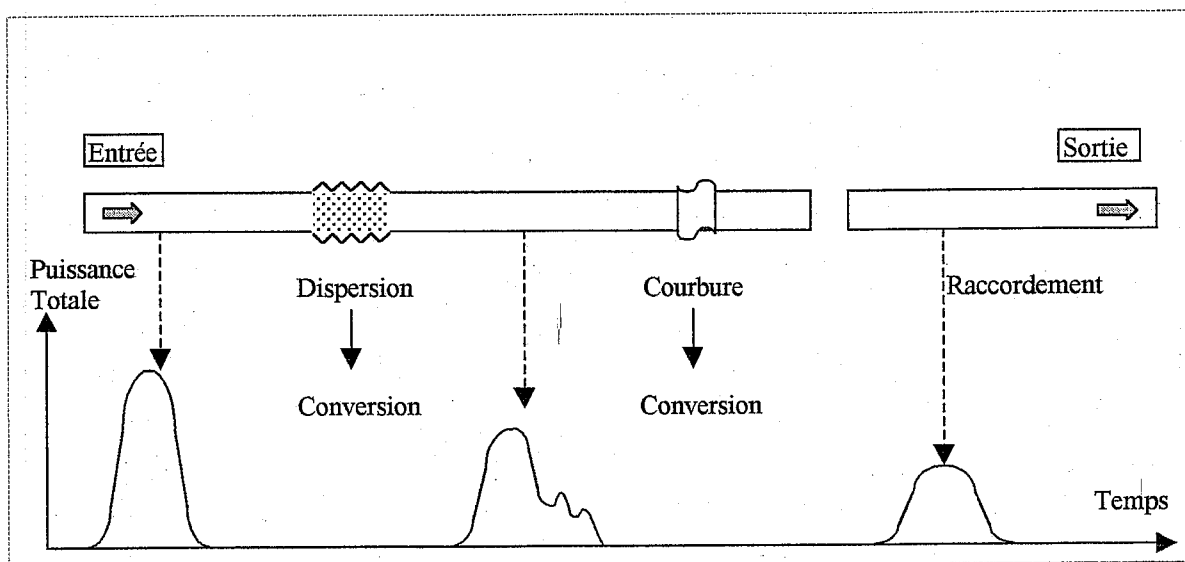 Entrée
Sortie
Puissance
Totale
Dispersion
Courbure
Raccordement
Conversion
Conversion
Temps